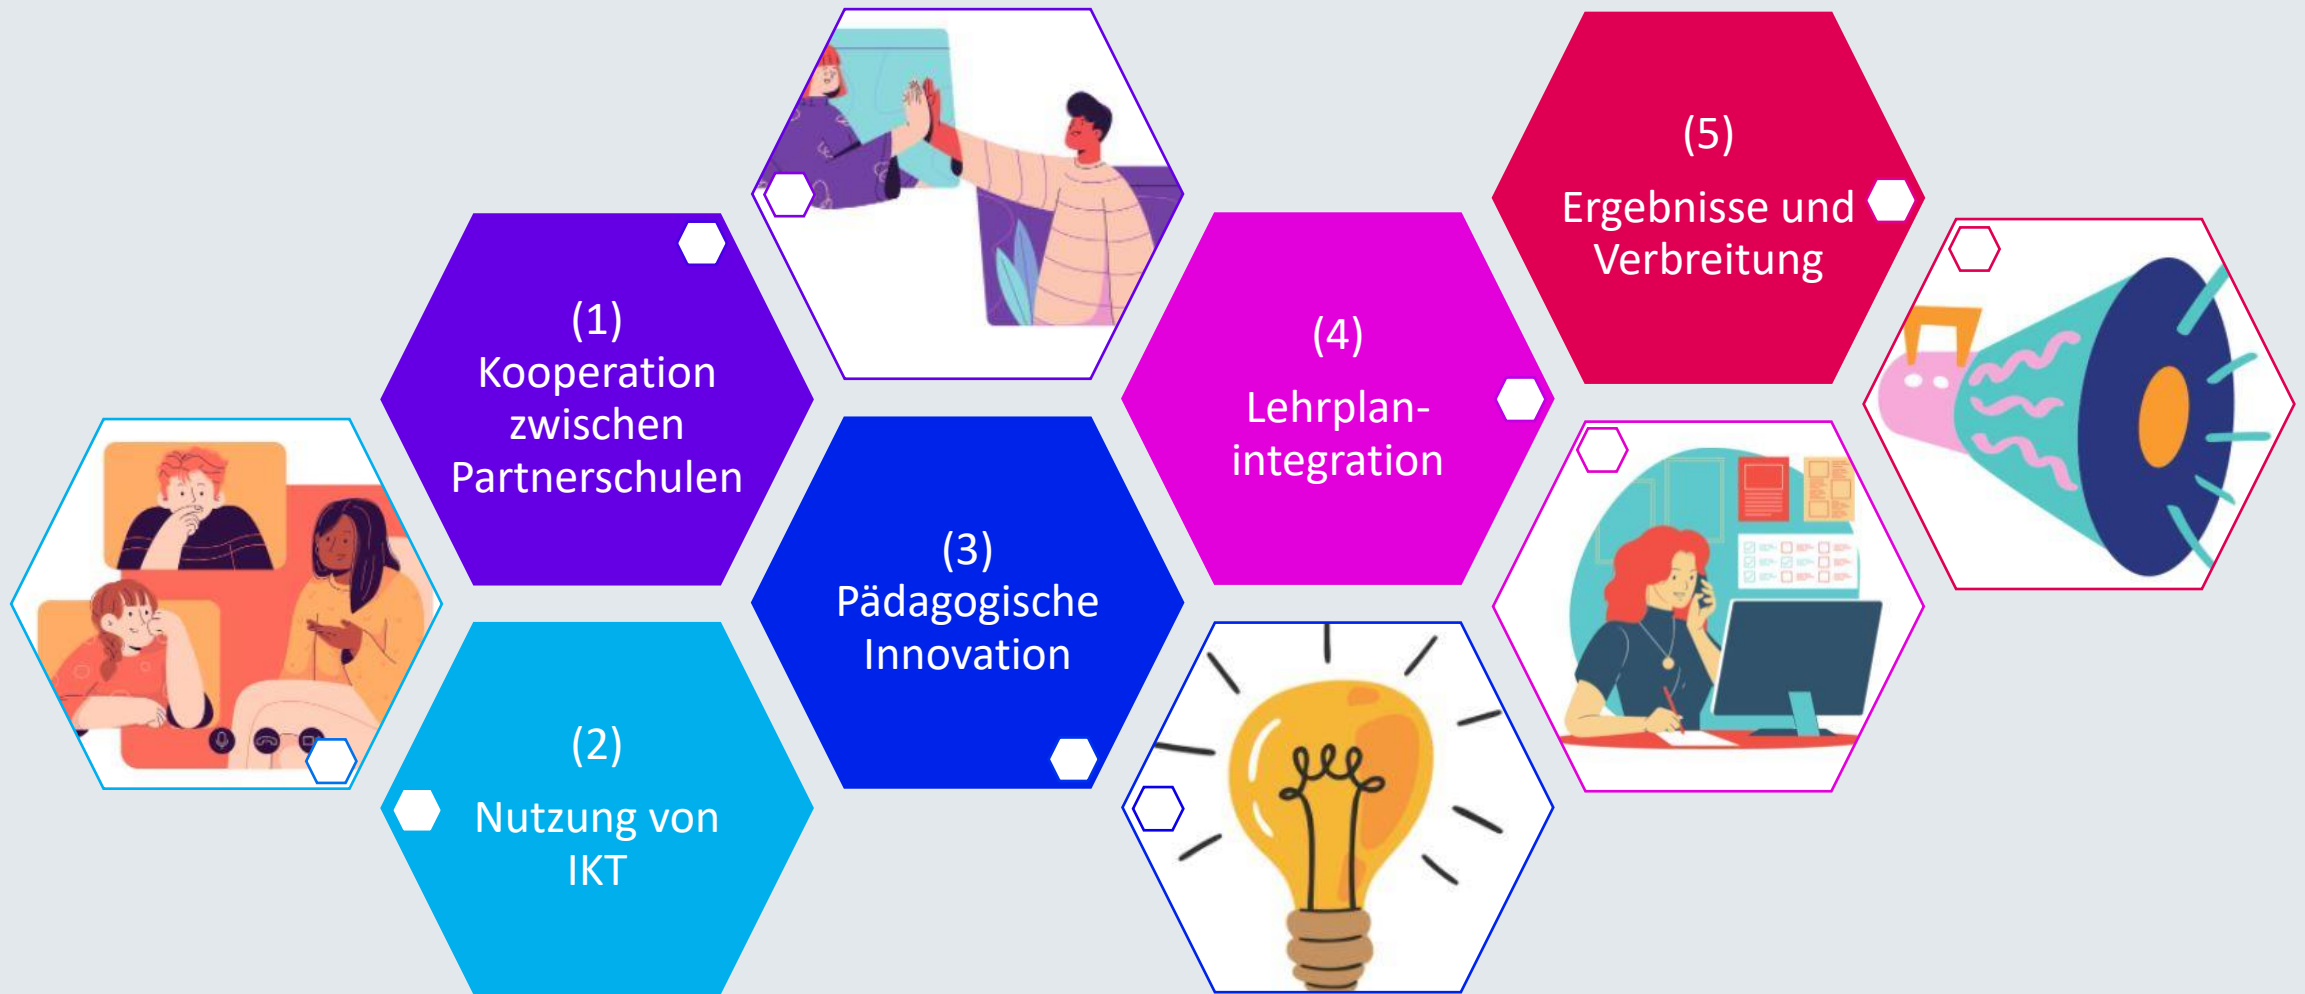 (1)
Kooperation
zwischen
Partnerschulen
(2)
Nutzung von
IKT
(3)
Pädagogische
Innovation
(4)
Lehrplan-
integration
(5)
Ergebnisse und
Verbreitung